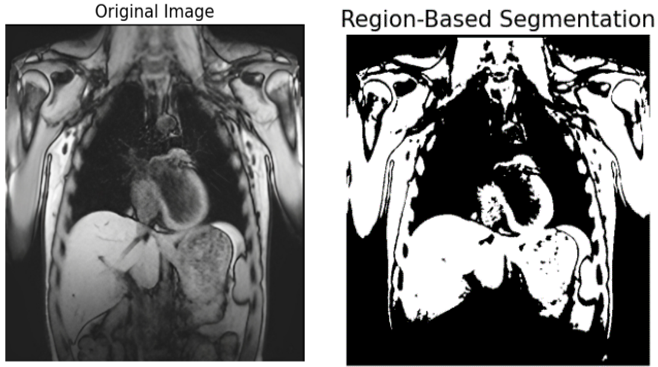 Original Image
Region-Based Segmentation